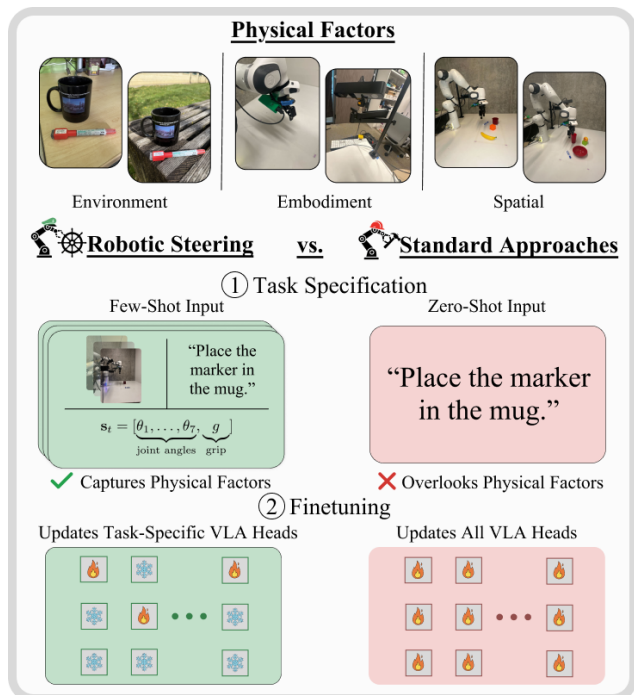 Physical Factors
Environment
Embodiment
Spatial
Robotic Steering vs. Standard Approaches
1 Task Specification
Few-Shot Input
Zero-Shot Input
“Place the
marker in
the mug.”
s_t = [θ_1, . . . , θ_7, g ]
joint angles grip
“Place the marker
in the mug.”
Captures Physical Factors
Overlooks Physical Factors
2 Finetuning
Updates Task-Specific VLA Heads
Updates All VLA Heads